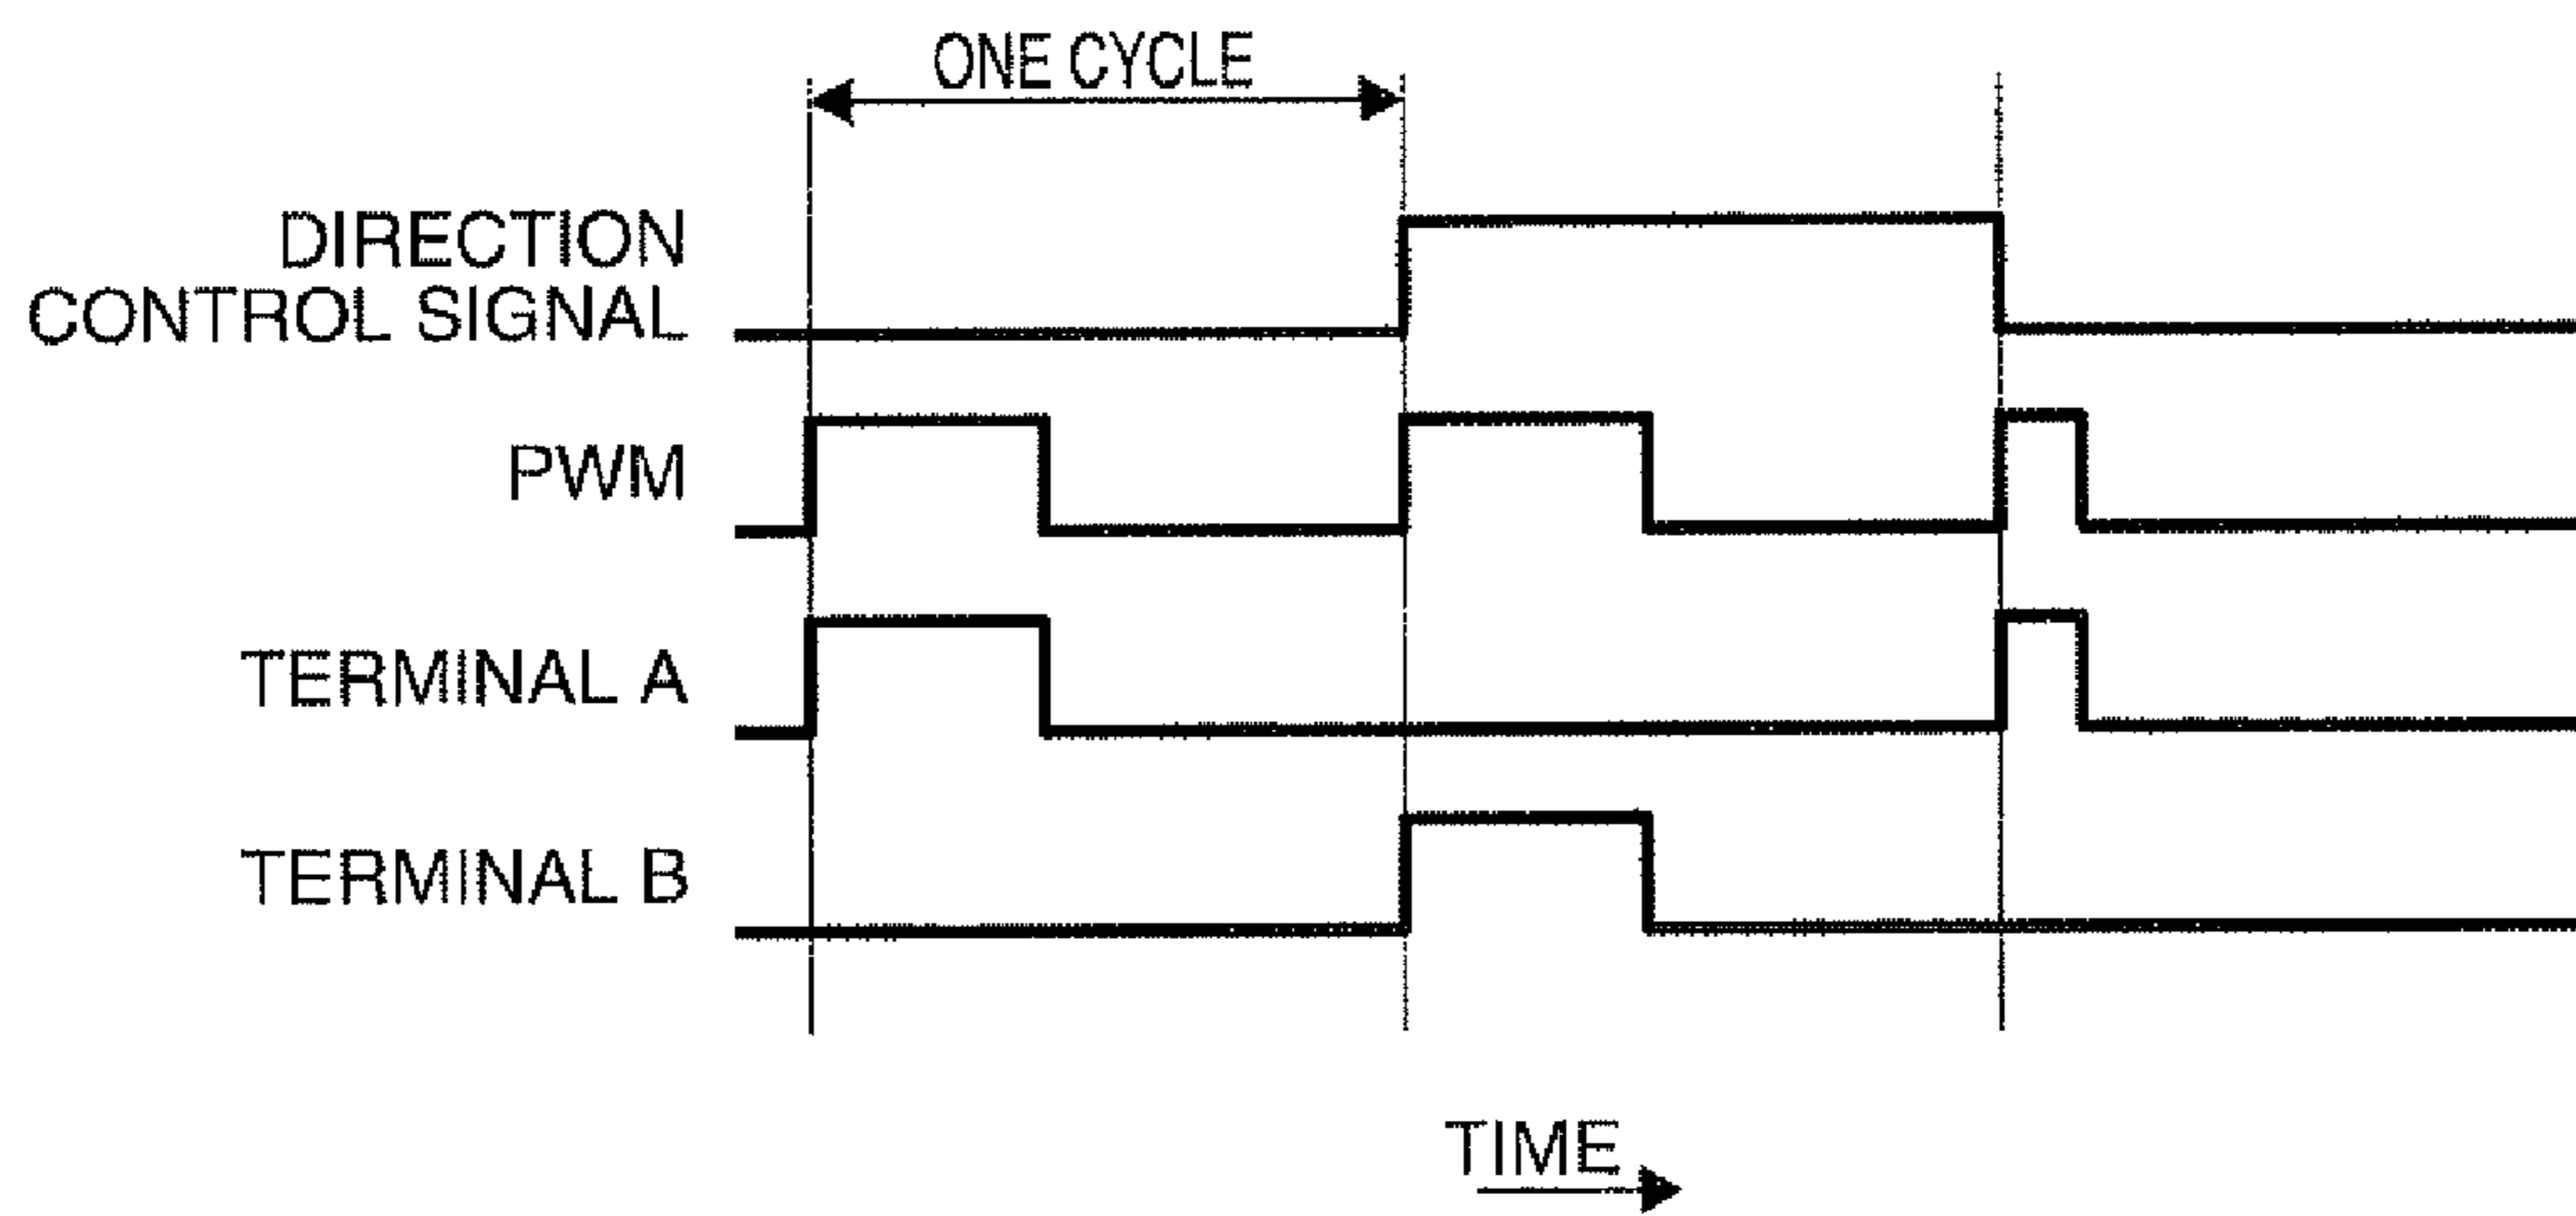 ONE CYCLE
DIRECTION
CONTROL SIGNAL
PWM
TERMINAL A
TERMINAL B
TIME